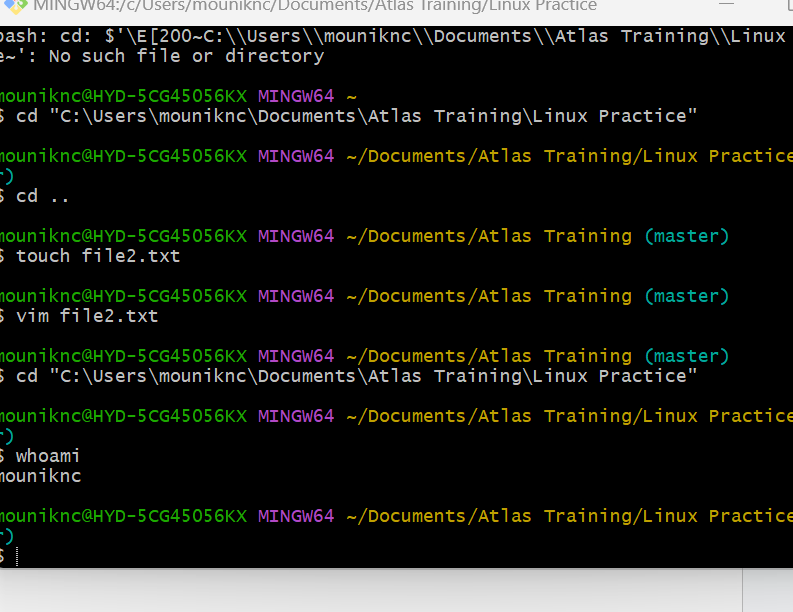 MINGW64:/c/Users/mouniknc/Documents/Atlas Training/Linux Practice
bash: cd: $'\E[200~C:\\Users\\mouniknc\\Documents\\Atlas Training\\Linux
e~': No such file or directory
mouniknc@HYD-5CG45056KX MINGW64 ~
$ cd "C:\Users\mouniknc\Documents\Atlas Training\Linux Practice"
mouniknc@HYD-5CG45056KX MINGW64 ~/Documents/Atlas Training/Linux Practice
r)
$ cd ..
mouniknc@HYD-5CG45056KX MINGW64 ~/Documents/Atlas Training (master)
$ touch file2.txt
mouniknc@HYD-5CG45056KX MINGW64 ~/Documents/Atlas Training (master)
$ vim file2.txt
mouniknc@HYD-5CG45056KX MINGW64 ~/Documents/Atlas Training (master)
$ cd "C:\Users\mouniknc\Documents\Atlas Training\Linux Practice"
mouniknc@HYD-5CG45056KX MINGW64 ~/Documents/Atlas Training/Linux Practice
r)
$ whoami
mouniknc
mouniknc@HYD-5CG45056KX MINGW64 ~/Documents/Atlas Training/Linux Practice
r)
$